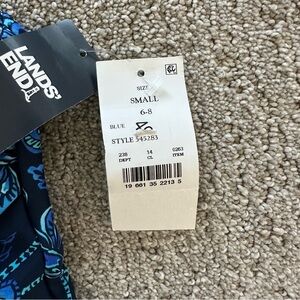 LANDS'
END
SIZE
SMALL
6-8
BLUE
STYLE 545283
238 14 0263
DEPT CL ITEM
19 661 35 2213 5